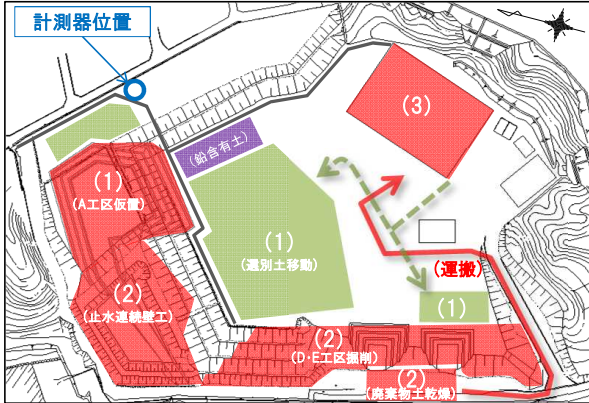 計測器位置
(3)
(鉛含有土)
(1)
(A工区仮置)
(1)
(選別土移動)
(運搬)
(2)
(止水連続壁工)
(1)
(2)
(D・E工区掘削)
(2)
(廃棄物土乾燥)